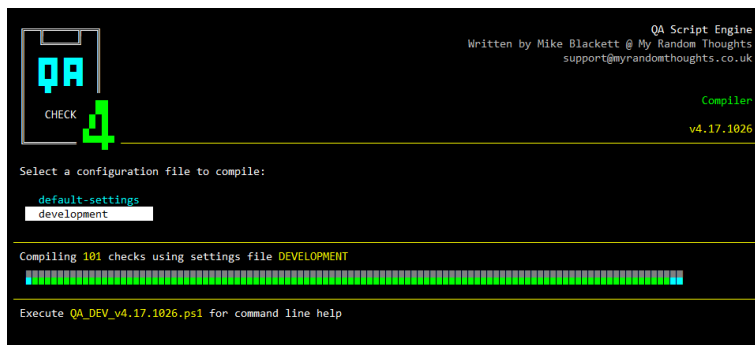 QA Script Engine
Written by Mike Blackett @ My Random Thoughts
support@myrandomthoughts.co.uk
QA
CHECK
4
Compiler
v4.17.1026
Select a configuration file to compile:
default-settings
development
Compiling 101 checks using settings file DEVELOPMENT
Execute QA_DEV_v4.17.1026.ps1 for command line help